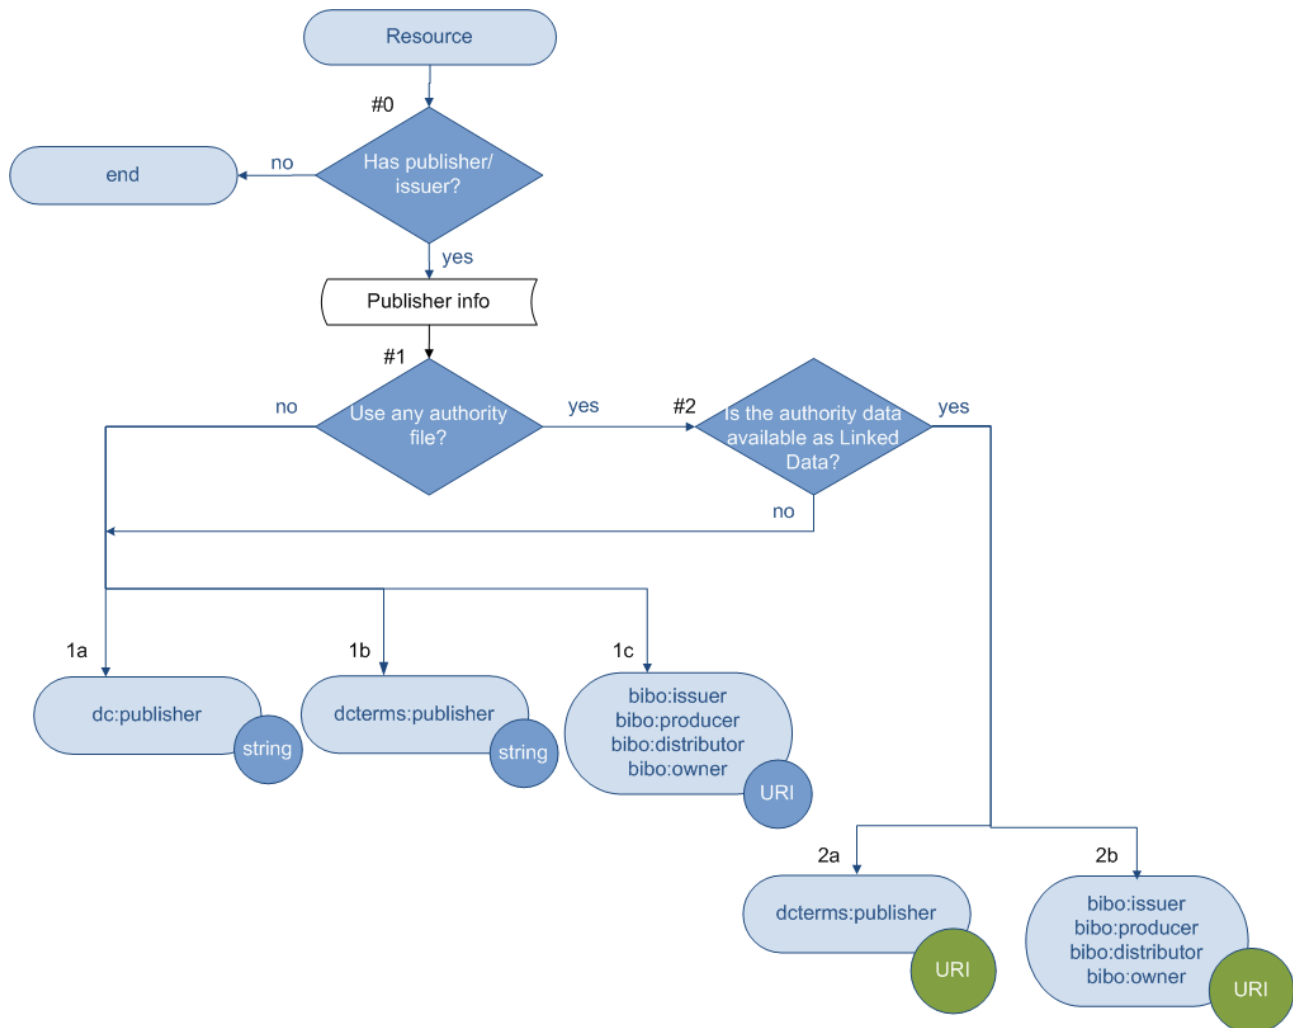 Resource
#0
Has publisher/
issuer?
no
end
yes
Publisher info
#1
no
Use any authority
file?
yes
#2
Is the authority data
available as Linked
Data?
yes
no
1a
1b
1c
dc:publisher
string
dcterms:publisher
string
bibo:issuer
bibo:producer
bibo:distributor
bibo:owner
URI
2a
2b
dcterms:publisher
URI
bibo:issuer
bibo:producer
bibo:distributor
bibo:owner
URI